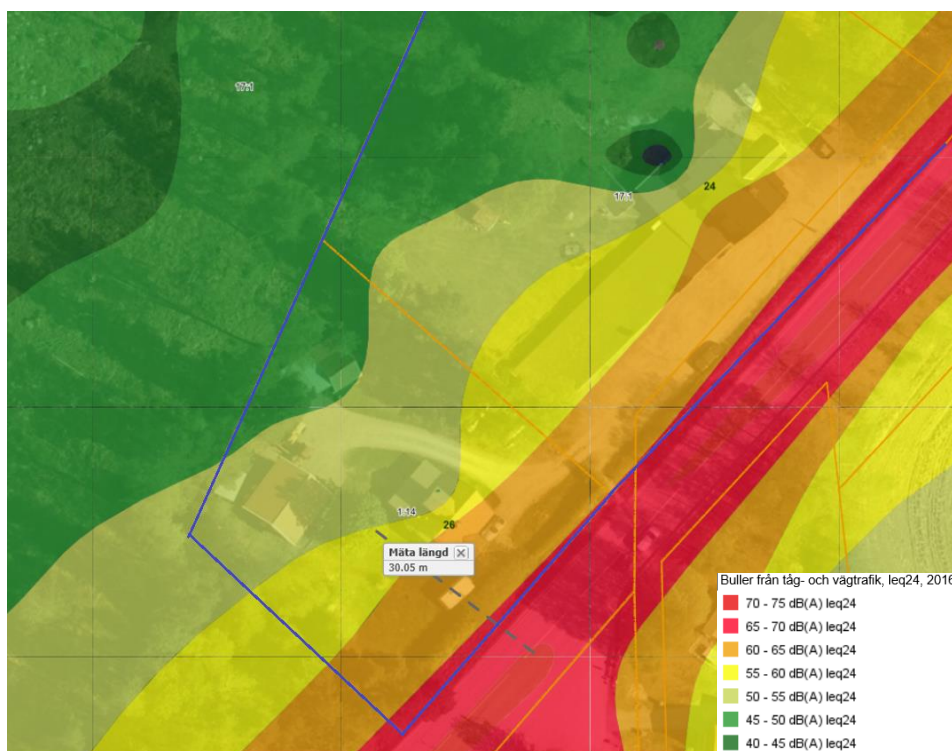 17:1
24
17:1
1:14
26
Mäta längd
30.05 m
Buller från tåg- och vägtrafik, leq24, 2016
70 - 75 dB(A) leq24
65 - 70 dB(A) leq24
60 - 65 dB(A) leq24
55 - 60 dB(A) leq24
50 - 55 dB(A) leq24
45 - 50 dB(A) leq24
40 - 45 dB(A) leq24